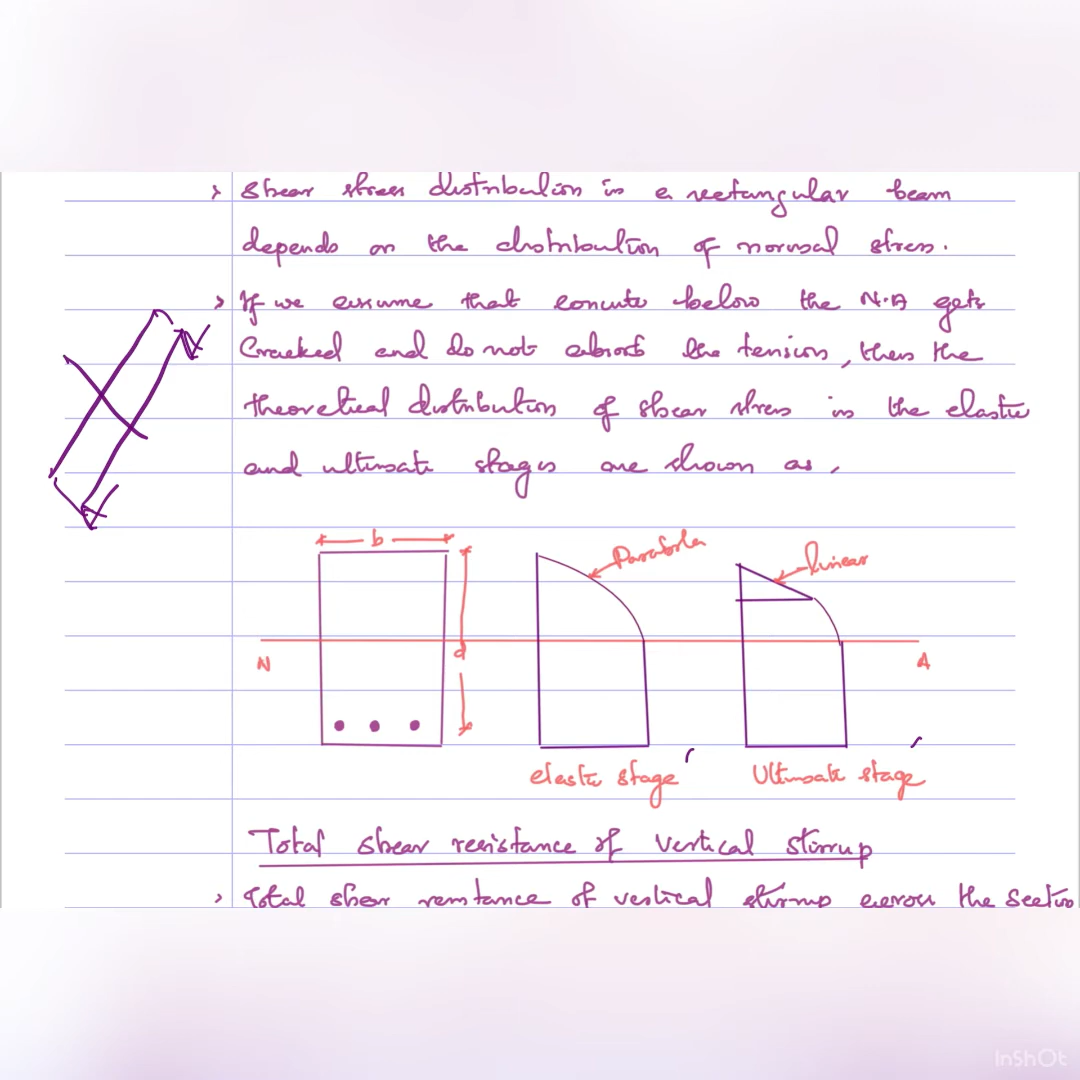 > Shear stress distribution in a rectangular beam
depends on the distribution of normal stress.
> If we assume that concrete below the N.A gets
Cracked and do not absorb the tension, then the
theoretical distribution of shear stress in the elastic
and ultimate stages are shown as,
b
Parabola
linear
d
N
A
elastic stage
Ultimate stage
Total shear resistance of vertical stirrup
> Total shear resistance of vertical stirrup across the section
InShOt